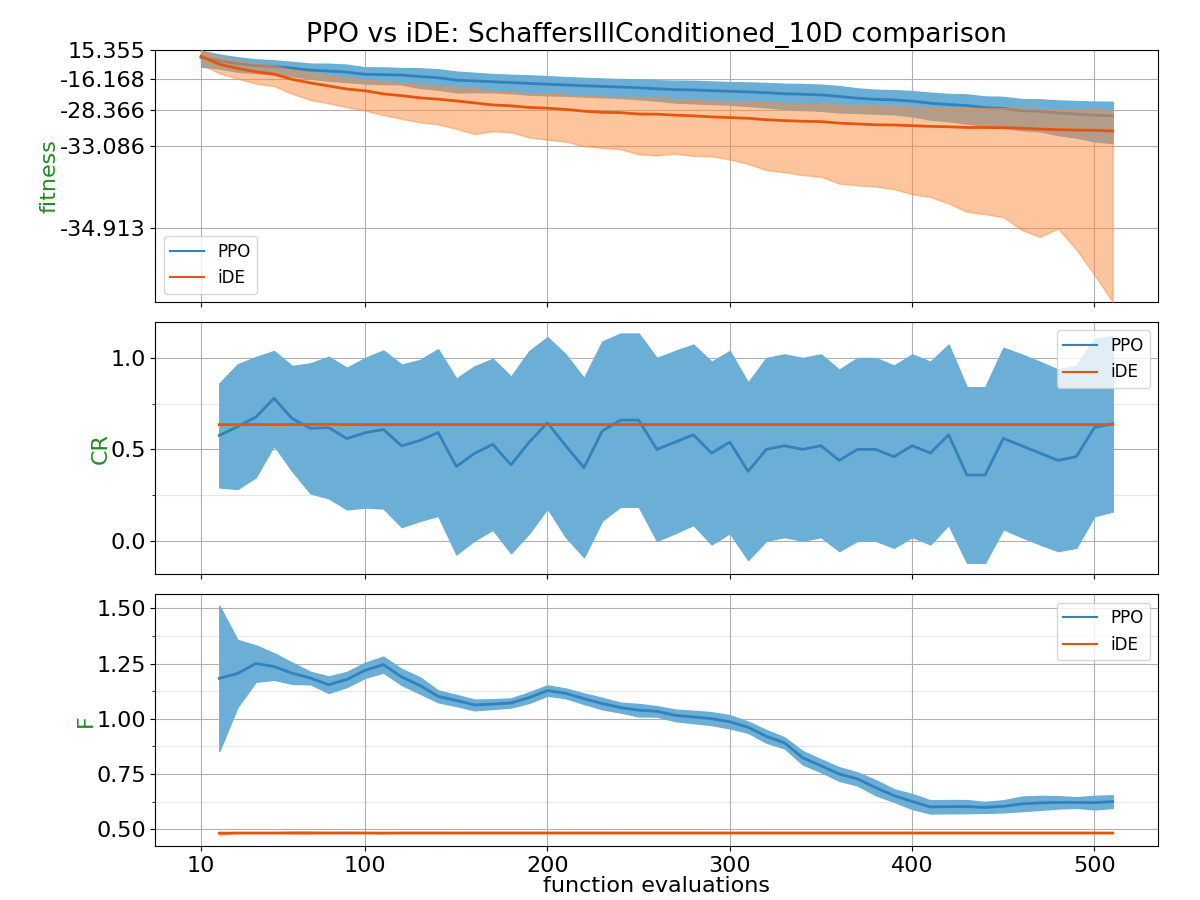 PPO vs iDE: SchaffersIllConditioned_10D comparison
15.355
-16.168
-28.366
-33.086
-34.913
fitness
PPO
iDE
1.0
0.5
0.0
CR
PPO
iDE
1.50
1.25
1.00
0.75
0.50
F
PPO
iDE
10 100 200 300 400 500
function evaluations